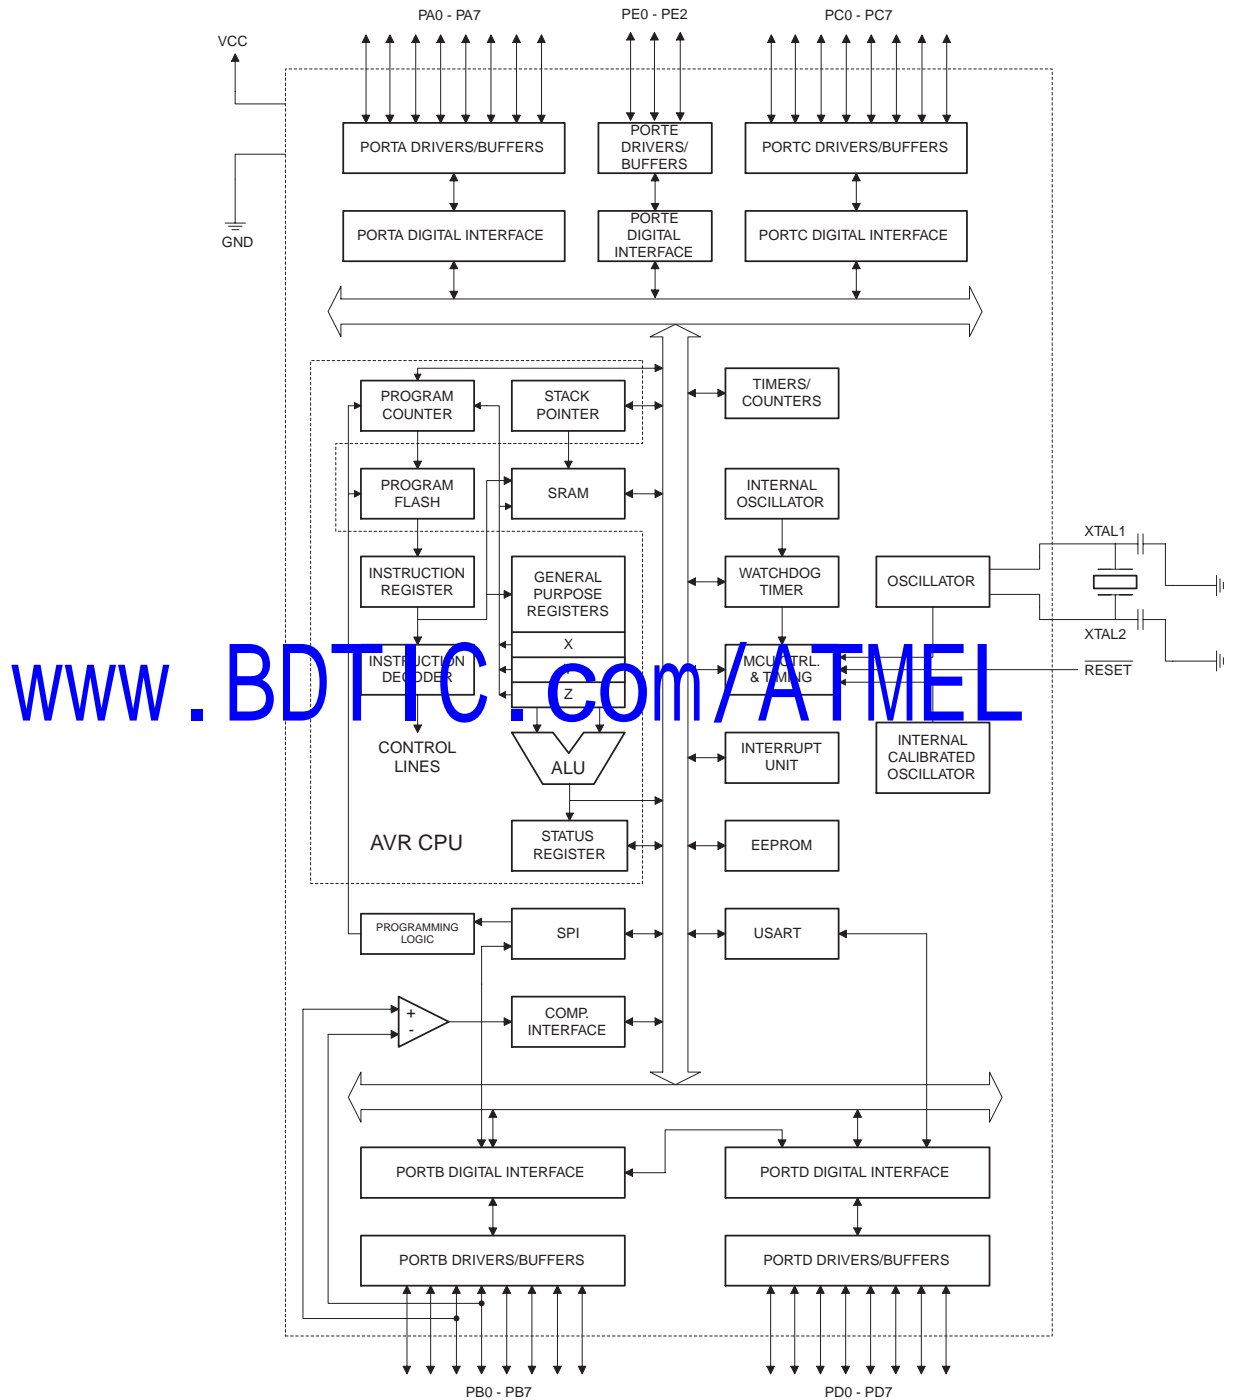 PA0 - PA7
PE0 - PE2
PC0 - PC7
VCC
PORTA DRIVERS/BUFFERS
PORTE
DRIVERS/
BUFFERS
PORTC DRIVERS/BUFFERS
GND
PORTA DIGITAL INTERFACE
PORTE
DIGITAL
INTERFACE
PORTC DIGITAL INTERFACE
PROGRAM
COUNTER
STACK
POINTER
TIMERS/
COUNTERS
PROGRAM
FLASH
SRAM
INTERNAL
OSCILLATOR
XTAL1
INSTRUCTION
REGISTER
GENERAL
PURPOSE
REGISTERS
WATCHDOG
TIMER
OSCILLATOR
XTAL2
X
INSTRUCTION
DECODER
Z
MCU CTRL.
& TIMING
RESET
www.BDTIC.com/ATMEL
CONTROL
LINES
ALU
INTERRUPT
UNIT
INTERNAL
CALIBRATED
OSCILLATOR
AVR CPU
STATUS
REGISTER
EEPROM
PROGRAMMING
LOGIC
SPI
USART
+
-
COMP.
INTERFACE
PORTB DIGITAL INTERFACE
PORTD DIGITAL INTERFACE
PORTB DRIVERS/BUFFERS
PORTD DRIVERS/BUFFERS
PB0 - PB7
PD0 - PD7